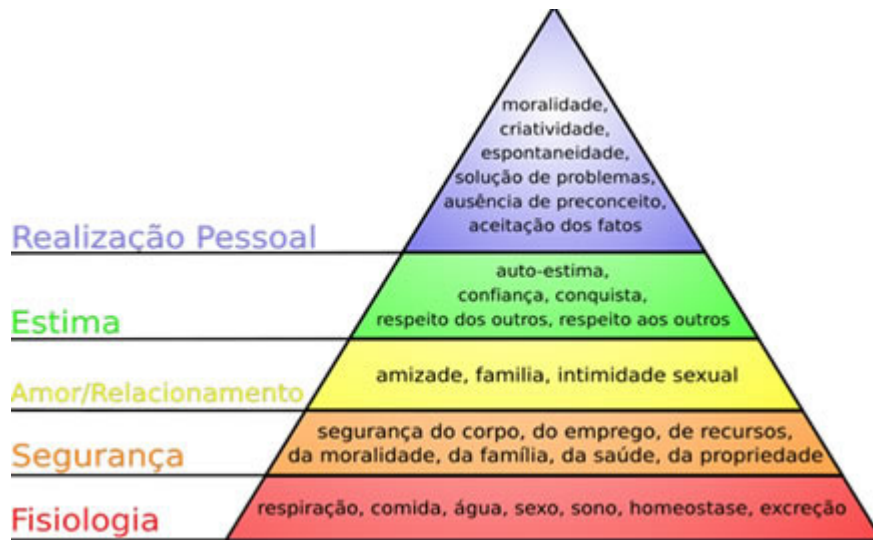 moralidade,
criatividade,
espontaneidade,
solução de problemas,
ausência de preconceito,
aceitação dos fatos
Realização Pessoal
auto-estima,
confiança, conquista,
respeito dos outros, respeito aos outros
Estima
amizade, familia, intimidade sexual
Amor/Relacionamento
segurança do corpo, do emprego, de recursos,
da moralidade, da família, da saúde, da propriedade
Segurança
respiração, comida, água, sexo, sono, homeostase, excreção
Fisiologia